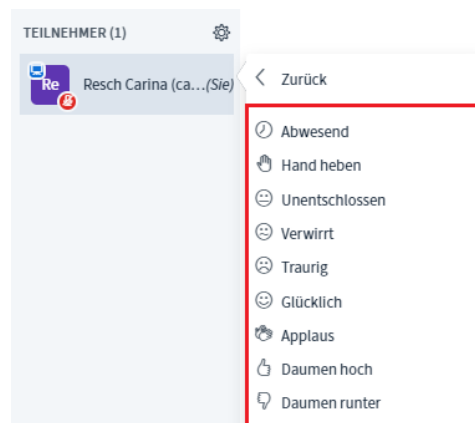 TEILNEHMER (1)
Re
Resch Carina (ca...(Sie)
Zurück
Abwesend
Hand heben
Unentschlossen
Verwirrt
Traurig
Glücklich
Applaus
Daumen hoch
Daumen runter